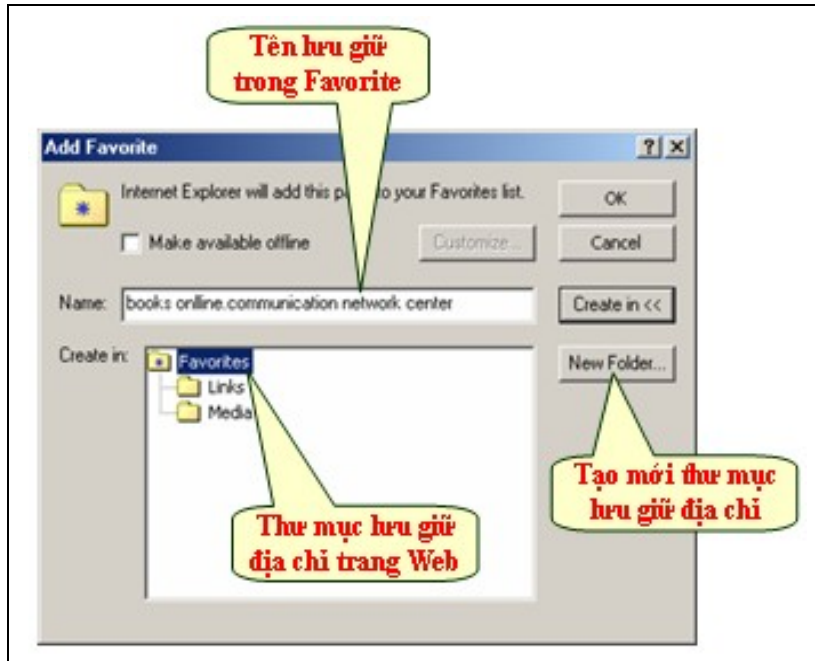 Tên lưu giữ
trong Favorite
Add Favorite
Internet Explorer will add this page to your Favorites list.
OK
Make available offline
Customize...
Cancel
Name:
books onlline.communication network center
Create in <<
Create in:
Favorites
New Folder...
Links
Media
Tạo mới thư mục
lưu giữ địa chỉ
Thư mục lưu giữ
địa chỉ trang Web